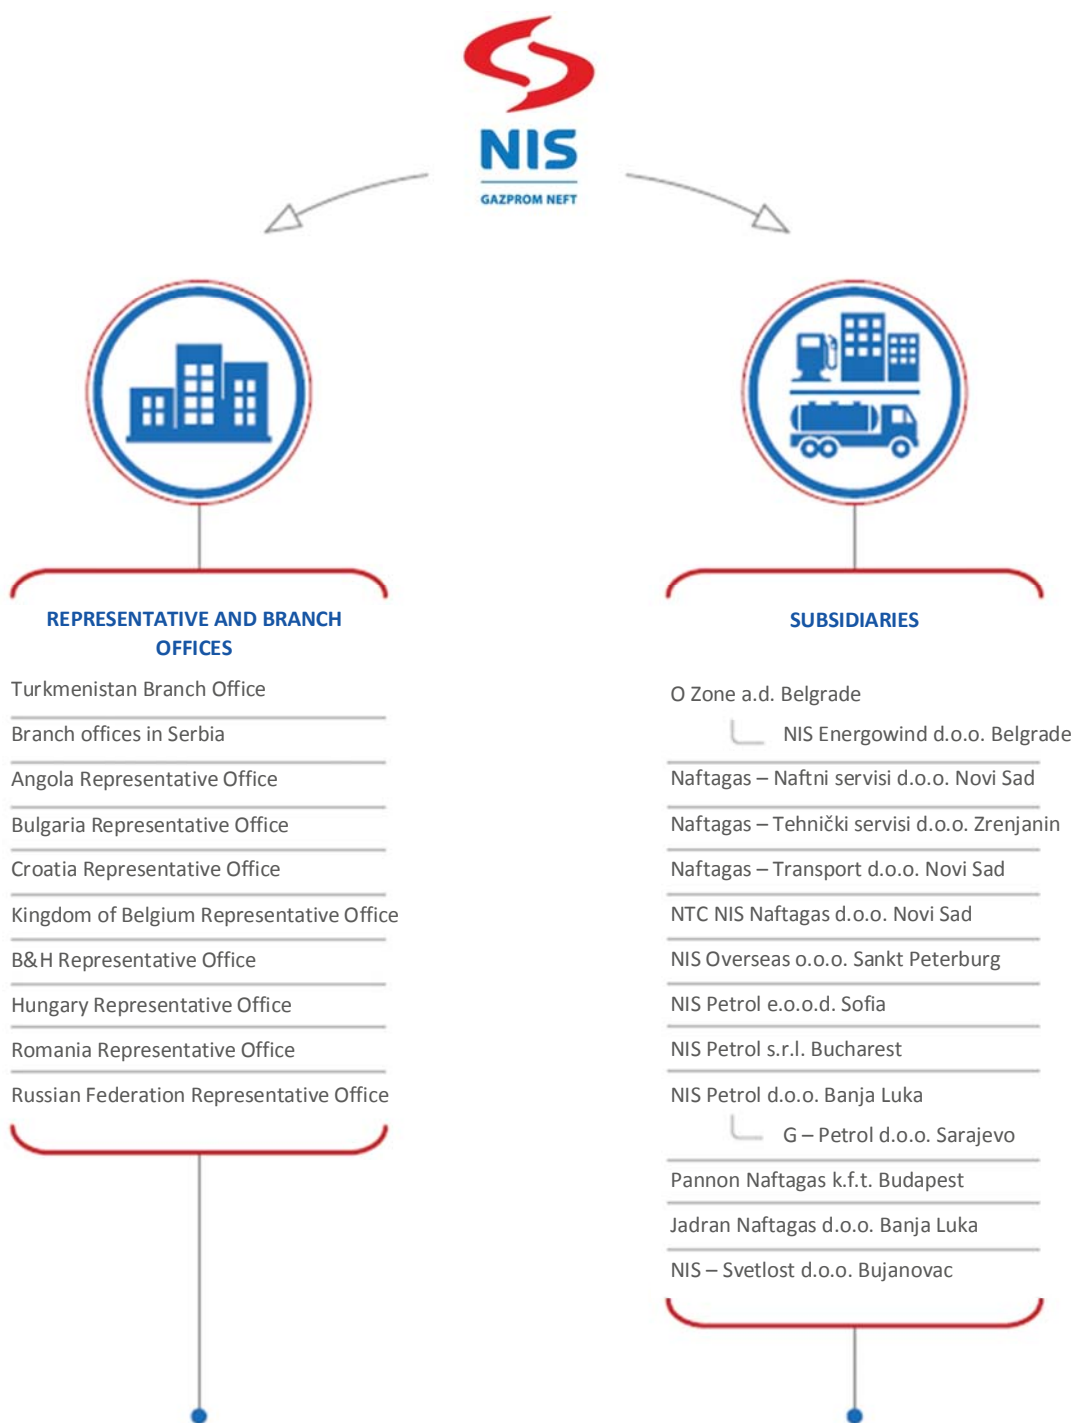 NIS
GAZPROM NEFT
REPRESENTATIVE AND BRANCH
OFFICES
Turkmenistan Branch Office
Branch offices in Serbia
Angola Representative Office
Bulgaria Representative Office
Croatia Representative Office
Kingdom of Belgium Representative Office
B&H Representative Office
Hungary Representative Office
Romania Representative Office
Russian Federation Representative Office
SUBSIDIARIES
O Zone a.d. Belgrade
NIS Energowind d.o.o. Belgrade
Naftagas – Naftni servisi d.o.o. Novi Sad
Naftagas – Tehnički servisi d.o.o. Zrenjanin
Naftagas – Transport d.o.o. Novi Sad
NTC NIS Naftagas d.o.o. Novi Sad
NIS Overseas o.o.o. Sankt Peterburg
NIS Petrol e.o.o.d. Sofia
NIS Petrol s.r.l. Bucharest
NIS Petrol d.o.o. Banja Luka
G – Petrol d.o.o. Sarajevo
Pannon Naftagas k.f.t. Budapest
Jadran Naftagas d.o.o. Banja Luka
NIS – Svetlost d.o.o. Bujanovac